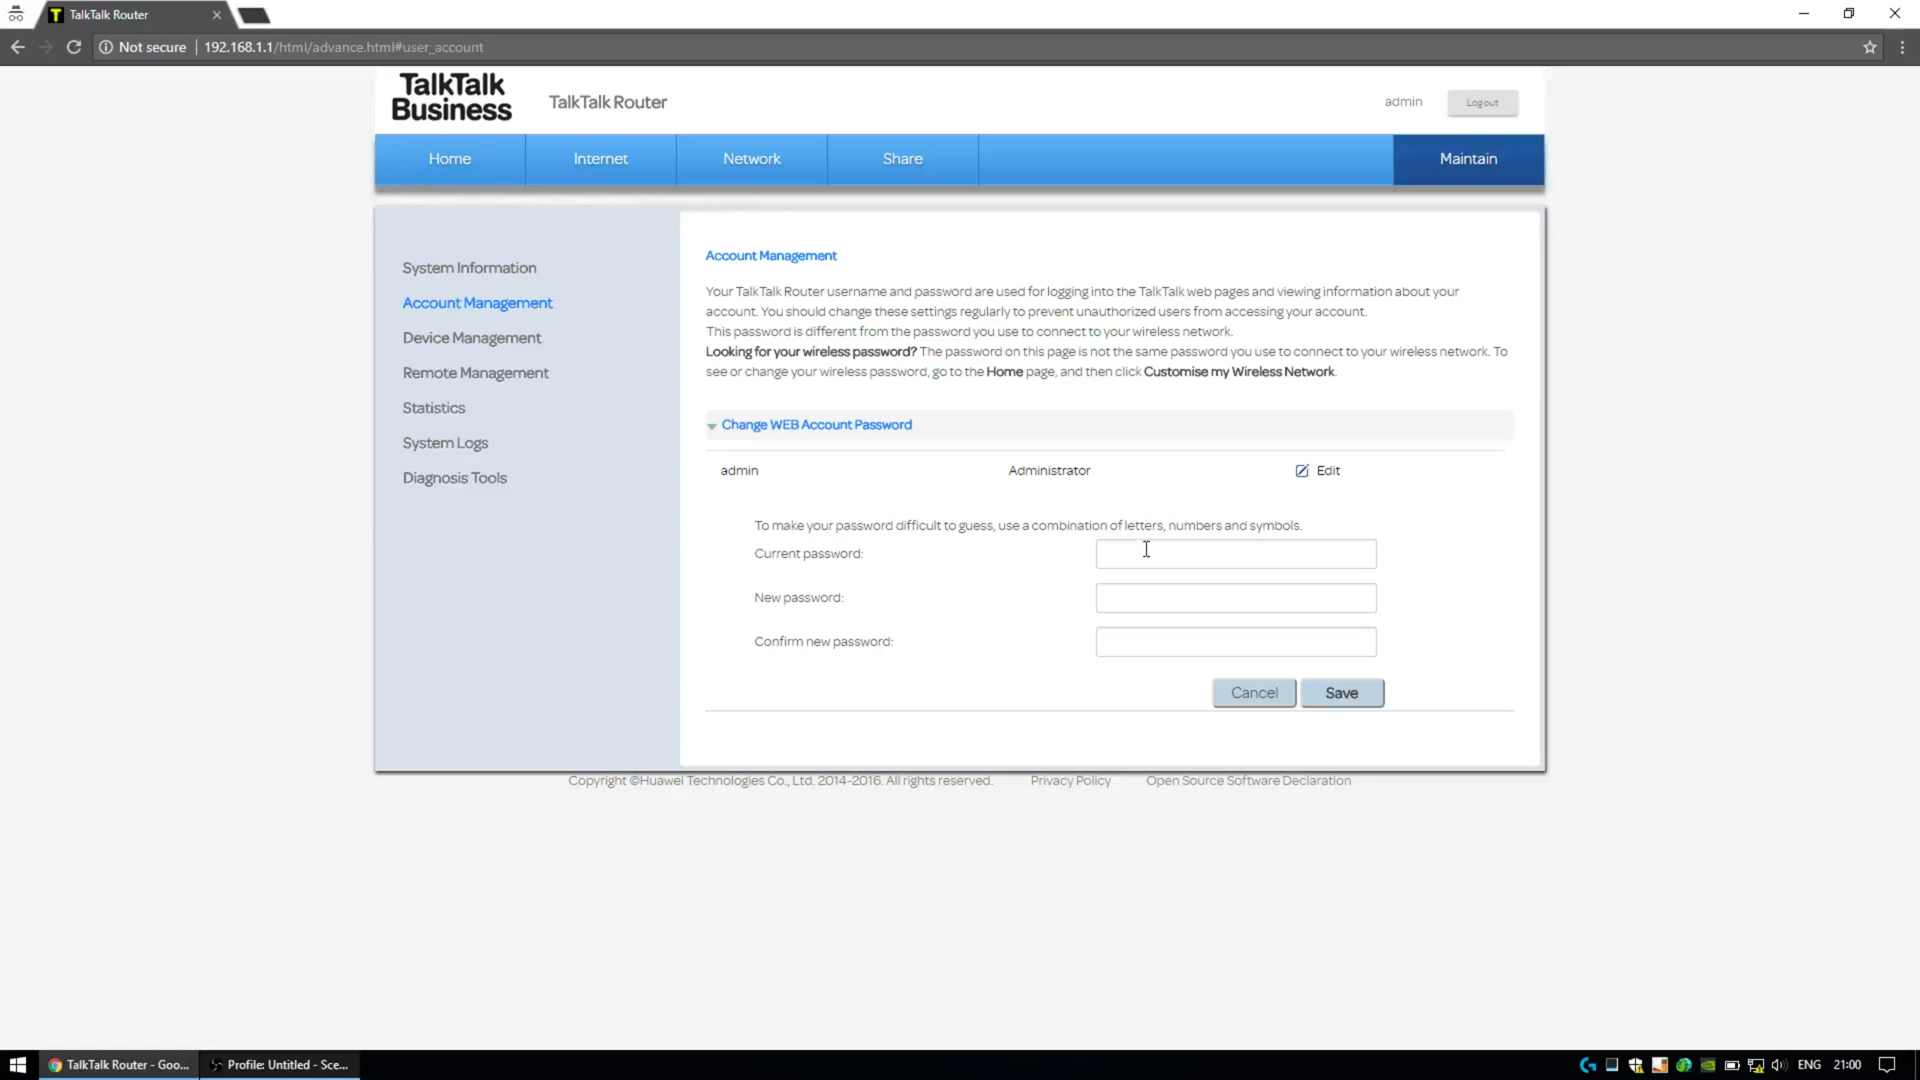 TalkTalk Router
Not secure | 192.168.1.1/html/advance.html#user_account
TalkTalk
Business
TalkTalk Router
admin
Logout
Home
Internet
Network
Share
Maintain
System Information
Account Management
Device Management
Remote Management
Statistics
System Logs
Diagnosis Tools
Account Management
Your TalkTalk Router username and password are used for logging into the TalkTalk web pages and viewing information about your
account. You should change these settings regularly to prevent unauthorized users from accessing your account.
This password is different from the password you use to connect to your wireless network.
Looking for your wireless password? The password on this page is not the same password you use to connect to your wireless network. To
see or change your wireless password, go to the Home page, and then click Customise my Wireless Network.
Change WEB Account Password
admin
Administrator
Edit
To make your password difficult to guess, use a combination of letters, numbers and symbols.
Current password:
New password:
Confirm new password:
Cancel
Save
Copyright ©Huawei Technologies Co., Ltd. 2014-2016. All rights reserved.
Privacy Policy
Open Source Software Declaration
TalkTalk Router - Goo...
Profile: Untitled - Sce...
ENG
21:00